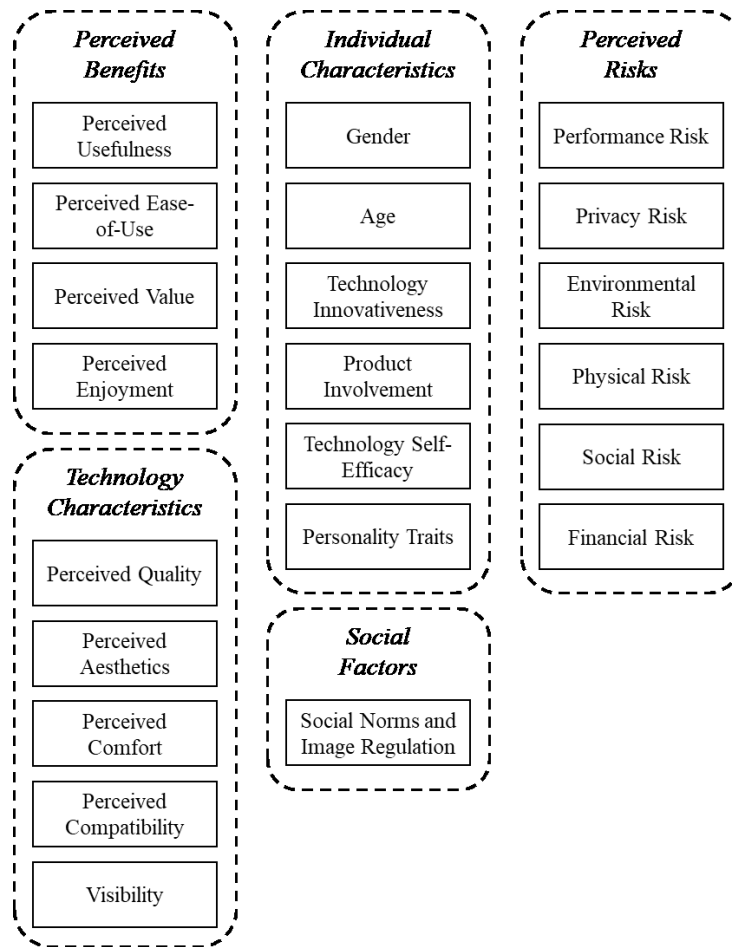 Perceived
Benefits
Perceived
Usefulness
Perceived Ease-
of-Use
Perceived Value
Perceived
Enjoyment
Technology
Characteristics
Perceived Quality
Perceived
Aesthetics
Perceived
Comfort
Perceived
Compatibility
Visibility
Individual
Characteristics
Gender
Age
Technology
Innovativeness
Product
Involvement
Technology Self-
Efficacy
Personality Traits
Social
Factors
Social Norms and
Image Regulation
Perceived
Risks
Performance Risk
Privacy Risk
Environmental
Risk
Physical Risk
Social Risk
Financial Risk